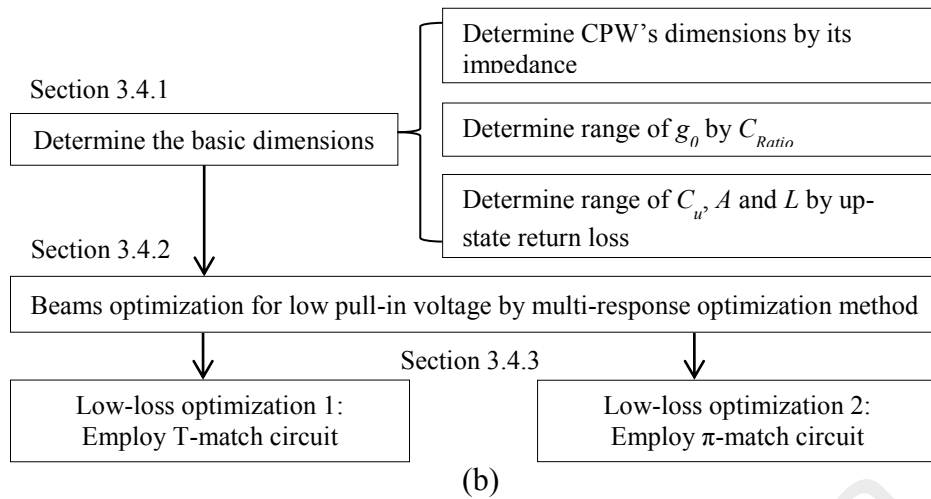 Determine CPW's dimensions by its
impedance
Section 3.4.1
Determine the basic dimensions
Determine range of g₀ by C_Ratio
Determine range of Cᵤ, A and L by up-
state return loss
Section 3.4.2
Beams optimization for low pull-in voltage by multi-response optimization method
Section 3.4.3
Low-loss optimization 1:
Employ T-match circuit
Low-loss optimization 2:
Employ π-match circuit
(b)